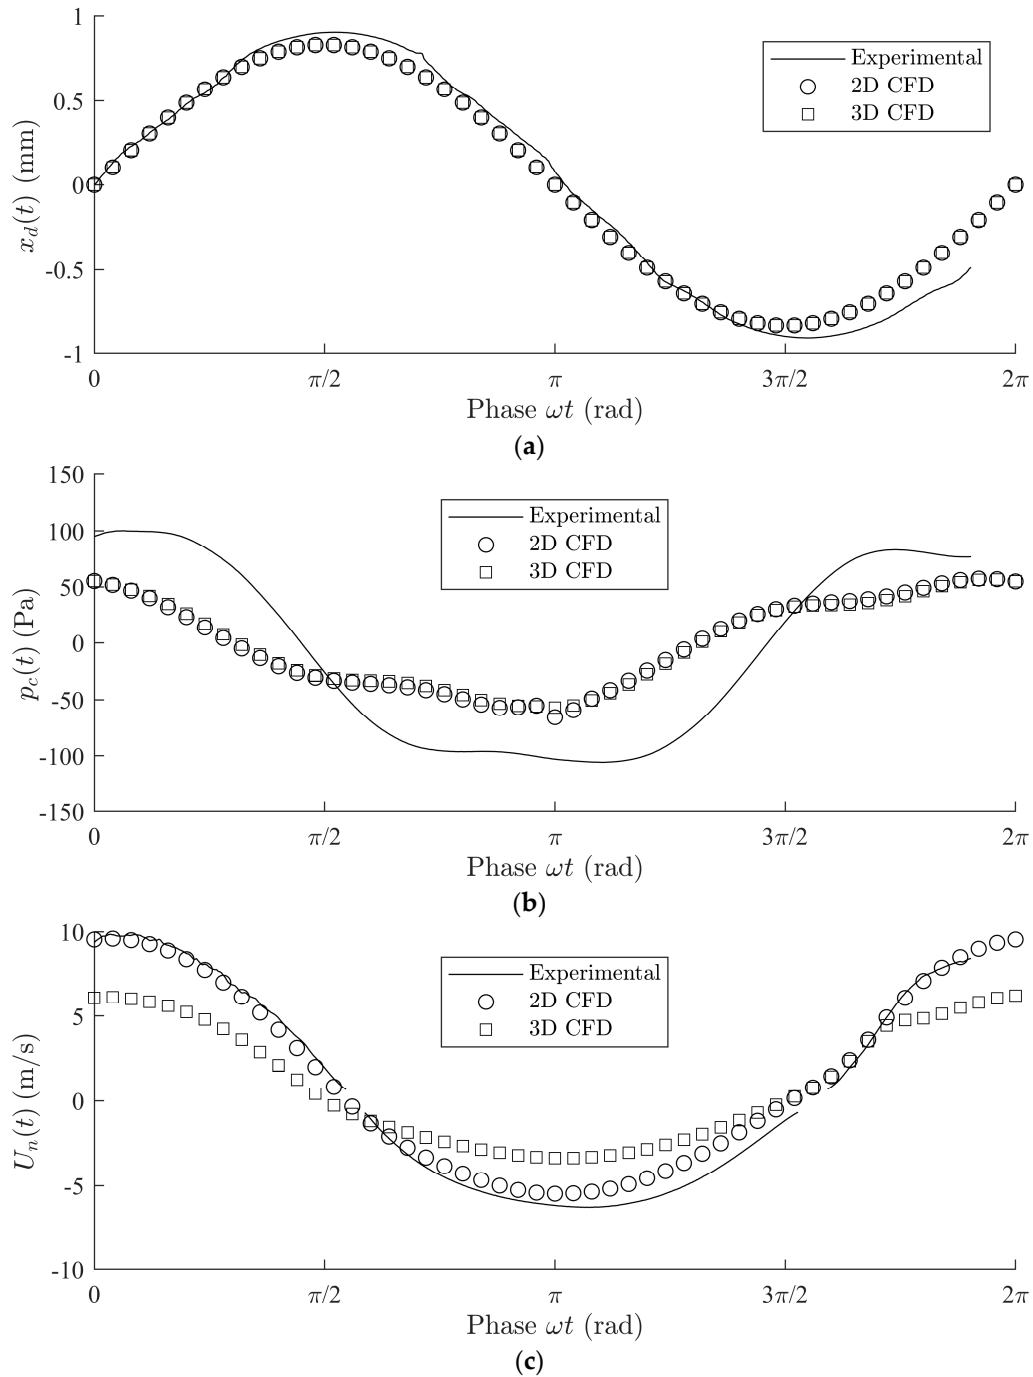 1
0.5
0
-0.5
-1
x_d(t) (mm)
Experimental
2D CFD
3D CFD
0 π/2 π 3π/2 2π
Phase ωt (rad)
(a)
150
100
50
0
-50
-100
-150
p_c(t) (Pa)
Experimental
2D CFD
3D CFD
0 π/2 π 3π/2 2π
Phase ωt (rad)
(b)
10
5
0
-5
-10
U_n(t) (m/s)
Experimental
2D CFD
3D CFD
0 π/2 π 3π/2 2π
Phase ωt (rad)
(c)